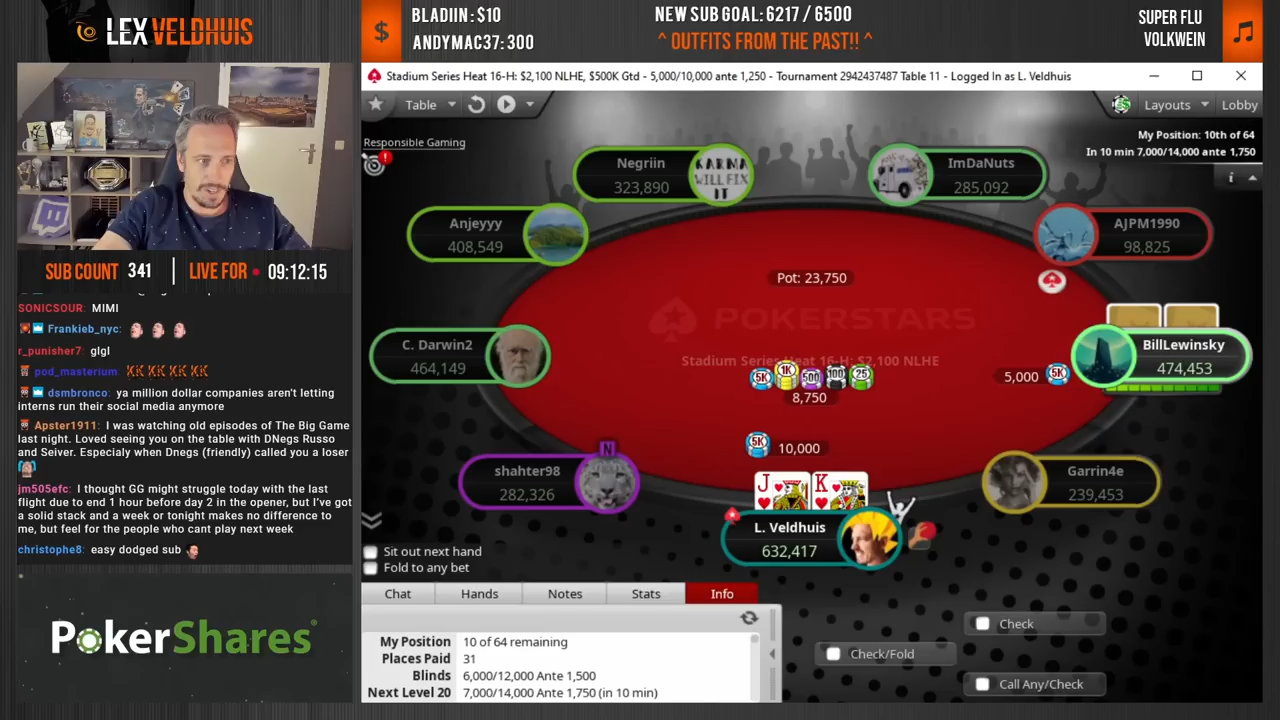 LEX VELDHUIS
$
BLADIIN : $10
ANDYMAC37: 300
NEW SUB GOAL: 6217 / 6500
^ OUTFITS FROM THE PAST!! ^
SUPER FLU
VOLKWEIN
SUB COUNT 341 | LIVE FOR • 09:12:15
SONICSOUR: MIMI
Frankieb_nyc:
r_punisher7: glgl
pod_masterium: KK KK KK KK
dsmbronco: ya million dollar companies aren't letting
interns run their social media anymore
Apster1911: I was watching old episodes of The Big Game
last night. Loved seeing you on the table with DNegs Russo
and Seiver. Especialy when Dnegs (friendly) called you a loser
jm505efc: I thought GG might struggle today with the last
flight due to end 1 hour before day 2 in the opener, but I've got
a solid stack and a week or tonight makes no difference to
me, but feel for the people who cant play next week
christophe8: easy dodged sub
PokerShares
Stadium Series Heat 16-H: $2,100 NLHE, $500K Gtd - 5,000/10,000 ante 1,250 - Tournament 2942437487 Table 11 - Logged In as L. Veldhuis
Table
Layouts
Lobby
Responsible Gaming
My Position: 10th of 64
In 10 min 7,000/14,000 ante 1,750
Negriin
323,890
KARMA
WILL FIX
IT
ImDaNuts
285,092
Anjeyyy
408,549
AJPM1990
98,825
Pot: 23,750
POKERSTARS
Stadium Series Heat 16-H: $2,100 NLHE
C. Darwin2
464,149
BillLewinsky
474,453
5K 1K 500 100 25
8,750
5,000 5K
5K 10,000
shahter98
282,326
N
J K
Garrin4e
239,453
L. Veldhuis
632,417
Sit out next hand
Fold to any bet
Chat Hands Notes Stats Info
My Position 10 of 64 remaining
Places Paid 31
Blinds 6,000/12,000 Ante 1,500
Next Level 20 7,000/14,000 Ante 1,750 (in 10 min)
Check
Check/Fold
Call Any/Check